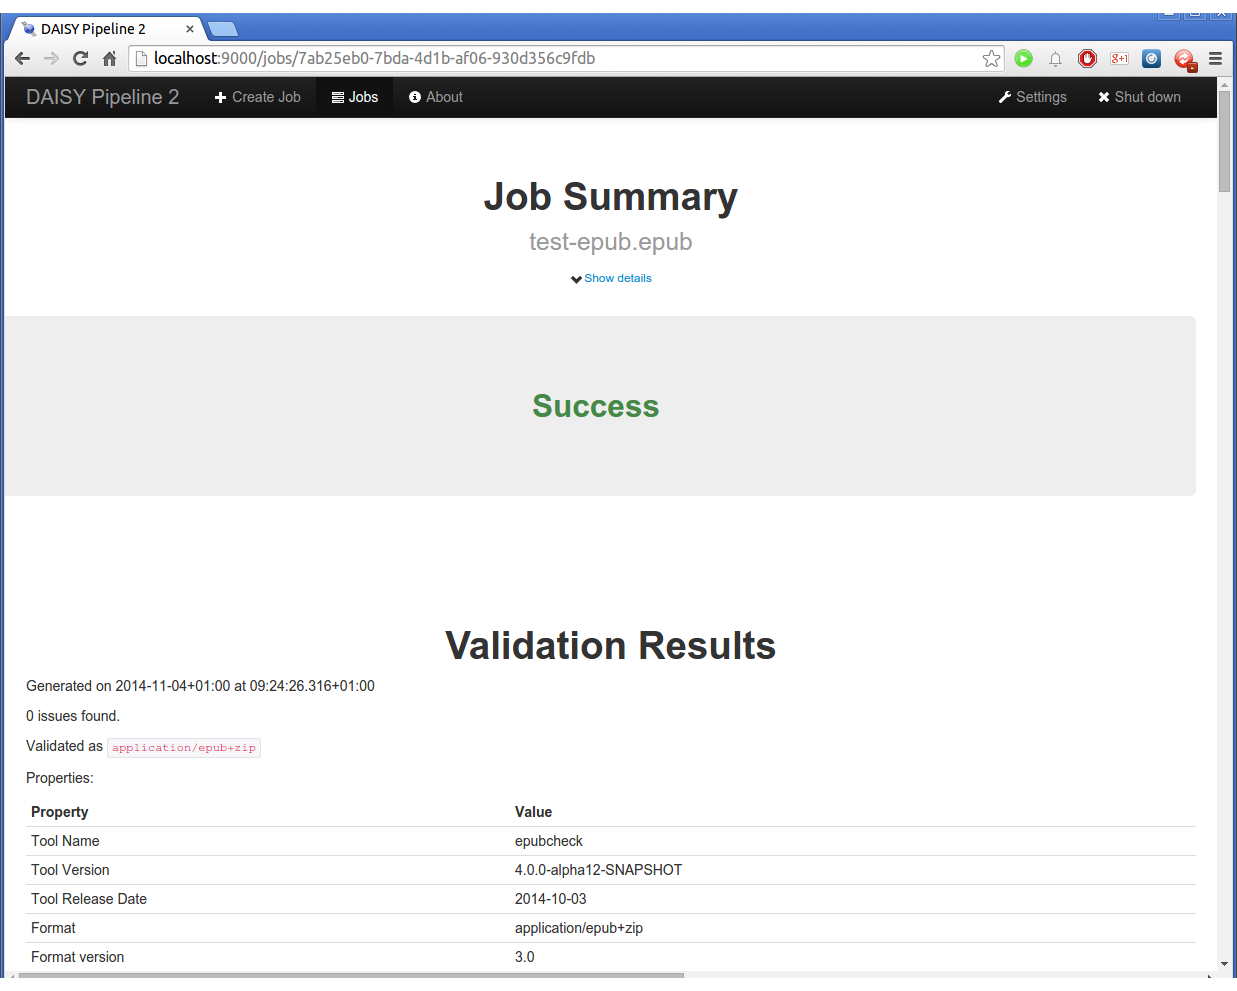 DAISY Pipeline 2 ×
localhost:9000/jobs/7ab25eb0-7bda-4d1b-af06-930d356c9fdb
g+1
DAISY Pipeline 2 Create Job Jobs About Settings Shut down
Job Summary
test-epub.epub
Show details
Success
Validation Results
Generated on 2014-11-04+01:00 at 09:24:26.316+01:00
0 issues found.
Validated as application/epub+zip
Properties:
Property Value
Tool Name epubcheck
Tool Version 4.0.0-alpha12-SNAPSHOT
Tool Release Date 2014-10-03
Format application/epub+zip
Format version 3.0